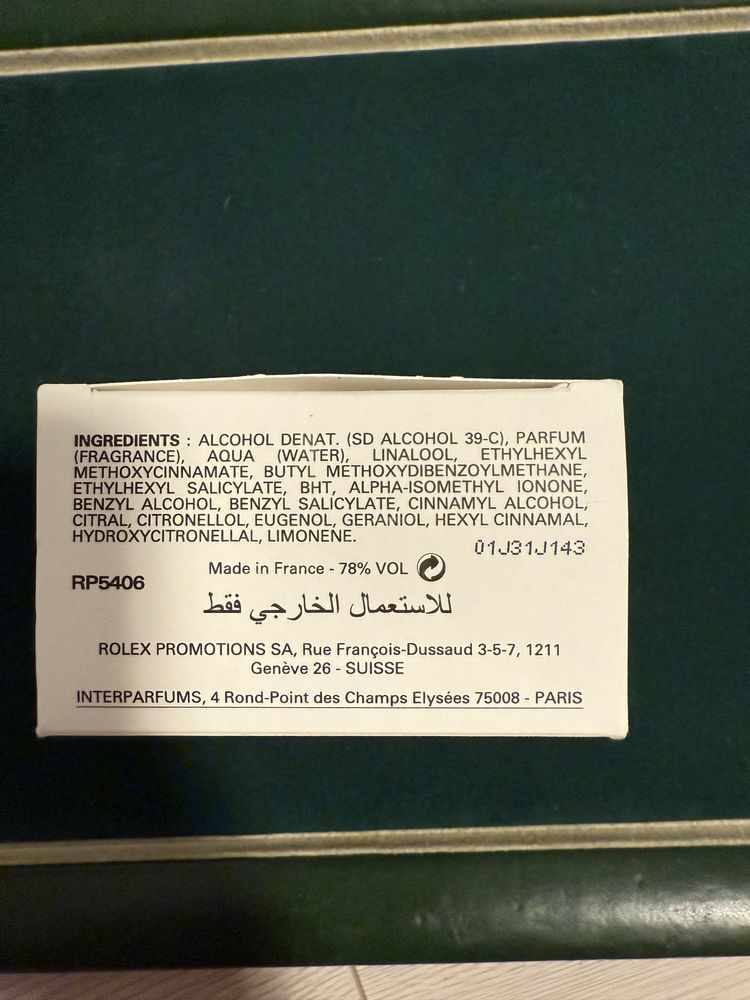 INGREDIENTS : ALCOHOL DENAT. (SD ALCOHOL 39-C), PARFUM
(FRAGRANCE), AQUA (WATER), LINALOOL, ETHYLHEXYL
METHOXYCINNAMATE, BUTYL METHOXYDIBENZOYLMETHANE,
ETHYLHEXYL SALICYLATE, BHT, ALPHA-ISOMETHYL IONONE,
BENZYL ALCOHOL, BENZYL SALICYLATE, CINNAMYL ALCOHOL,
CITRAL, CITRONELLOL, EUGENOL, GERANIOL, HEXYL CINNAMAL,
HYDROXYCITRONELLAL, LIMONENE.
01J31J143
Made in France - 78% VOL
RP5406
للاستعمال الخارجي فقط
ROLEX PROMOTIONS SA, Rue François-Dussaud 3-5-7, 1211
Genève 26 - SUISSE
INTERPARFUMS, 4 Rond-Point des Champs Elysées 75008 - PARIS